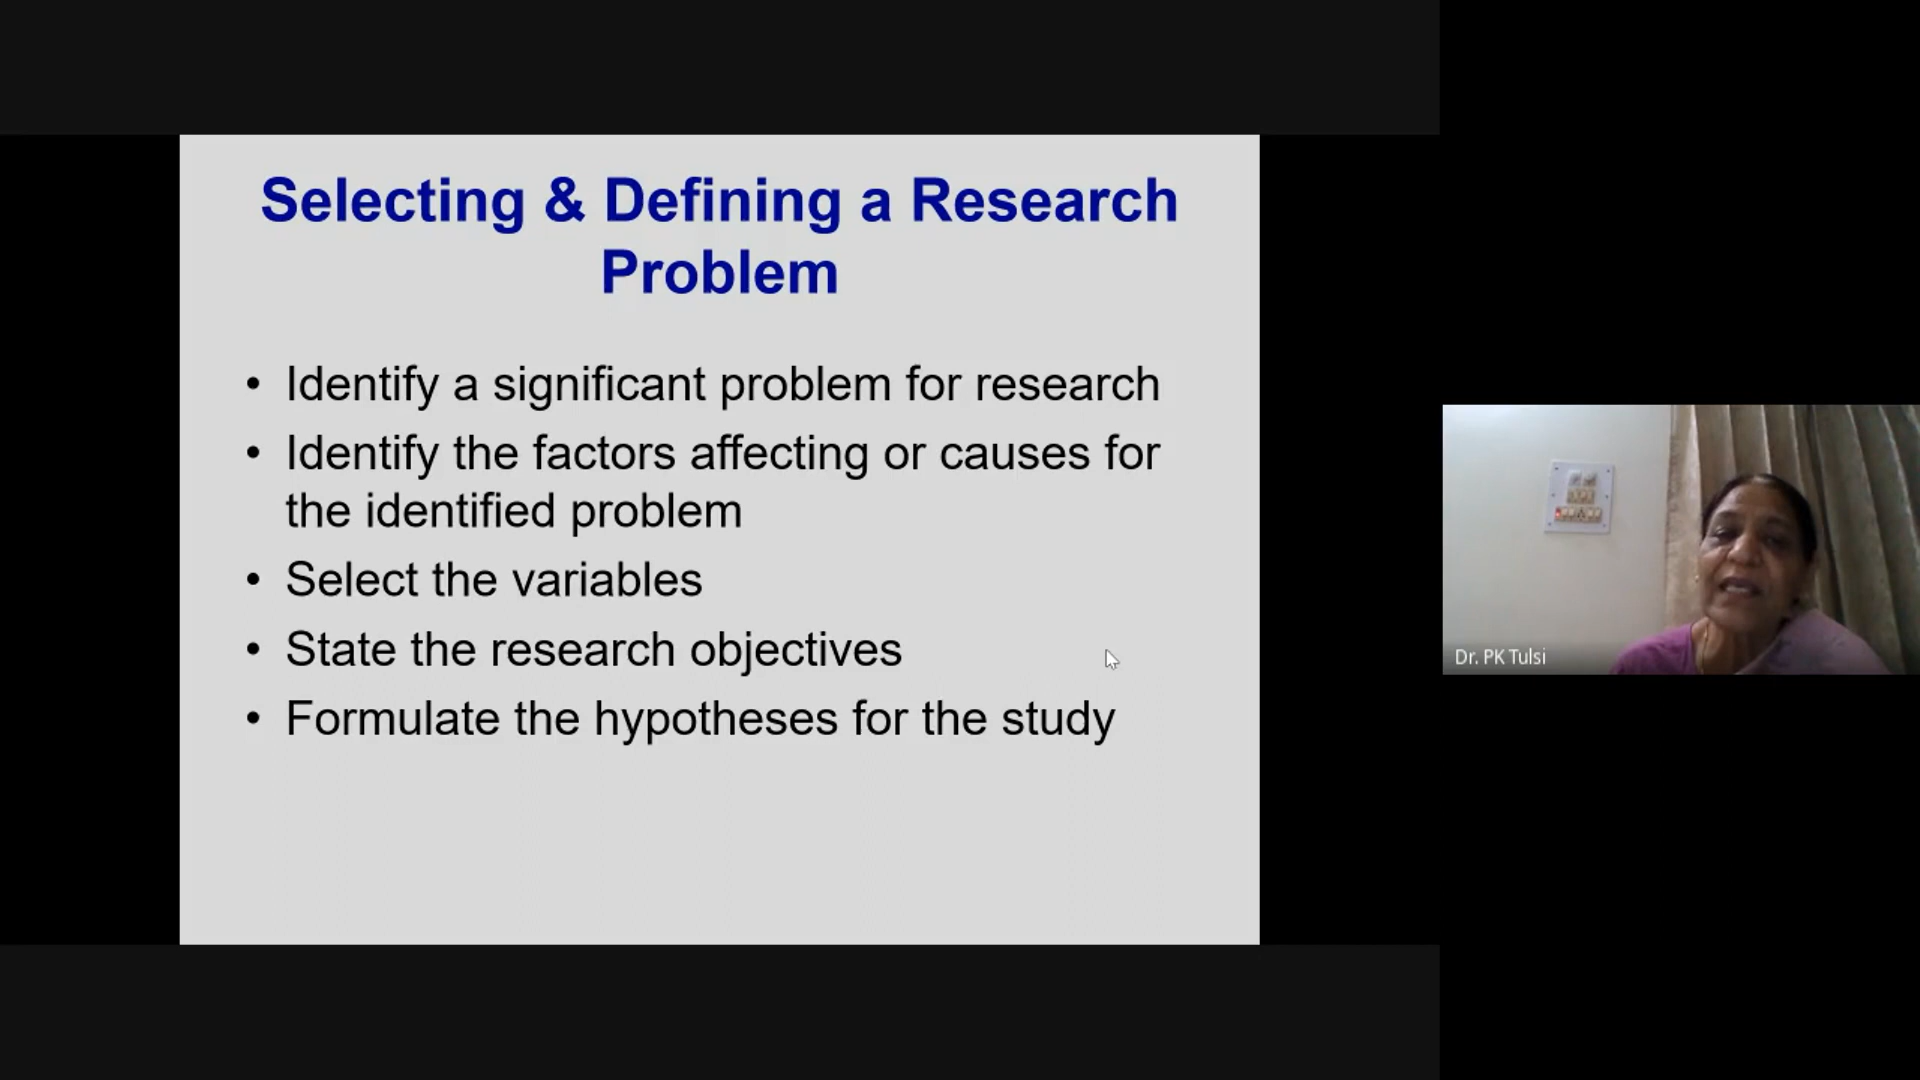 Selecting & Defining a Research
Problem
• Identify a significant problem for research
• Identify the factors affecting or causes for
the identified problem
• Select the variables
• State the research objectives
• Formulate the hypotheses for the study
Dr. PK Tulsi